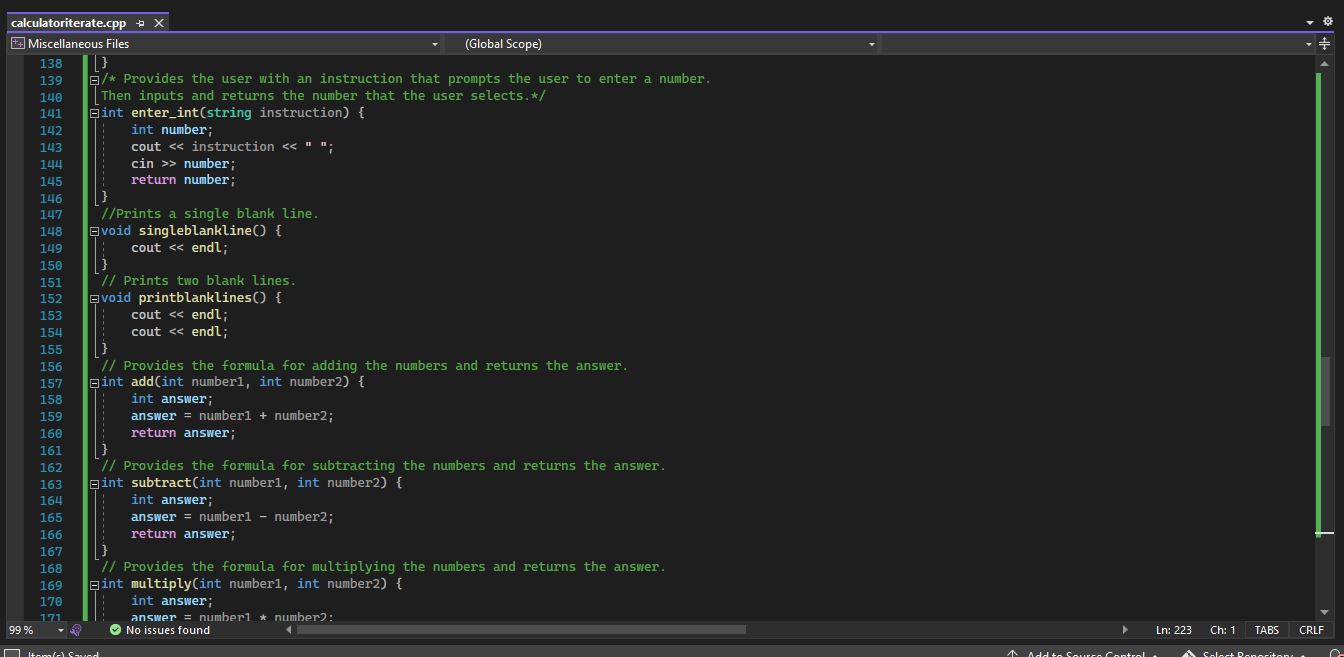 calculatoriterate.cpp
Miscellaneous Files (Global Scope)
138 }
139 /* Provides the user with an instruction that prompts the user to enter a number.
140 Then inputs and returns the number that the user selects.*/
141 int enter_int(string instruction) {
142 int number;
143 cout << instruction << " ";
144 cin >> number;
145 return number;
146 }
147 //Prints a single blank line.
148 void singleblankline() {
149 cout << endl;
150 }
151 // Prints two blank lines.
152 void printblanklines() {
153 cout << endl;
154 cout << endl;
155 }
156 // Provides the formula for adding the numbers and returns the answer.
157 int add(int number1, int number2) {
158 int answer;
159 answer = number1 + number2;
160 return answer;
161 }
162 // Provides the formula for subtracting the numbers and returns the answer.
163 int subtract(int number1, int number2) {
164 int answer;
165 answer = number1 - number2;
166 return answer;
167 }
168 // Provides the formula for multiplying the numbers and returns the answer.
169 int multiply(int number1, int number2) {
170 int answer;
171 answer = number1 * number2;
99 % No issues found Ln: 223 Ch: 1 TABS CRLF
Item(s) Saved Add to Source Control Select Repository